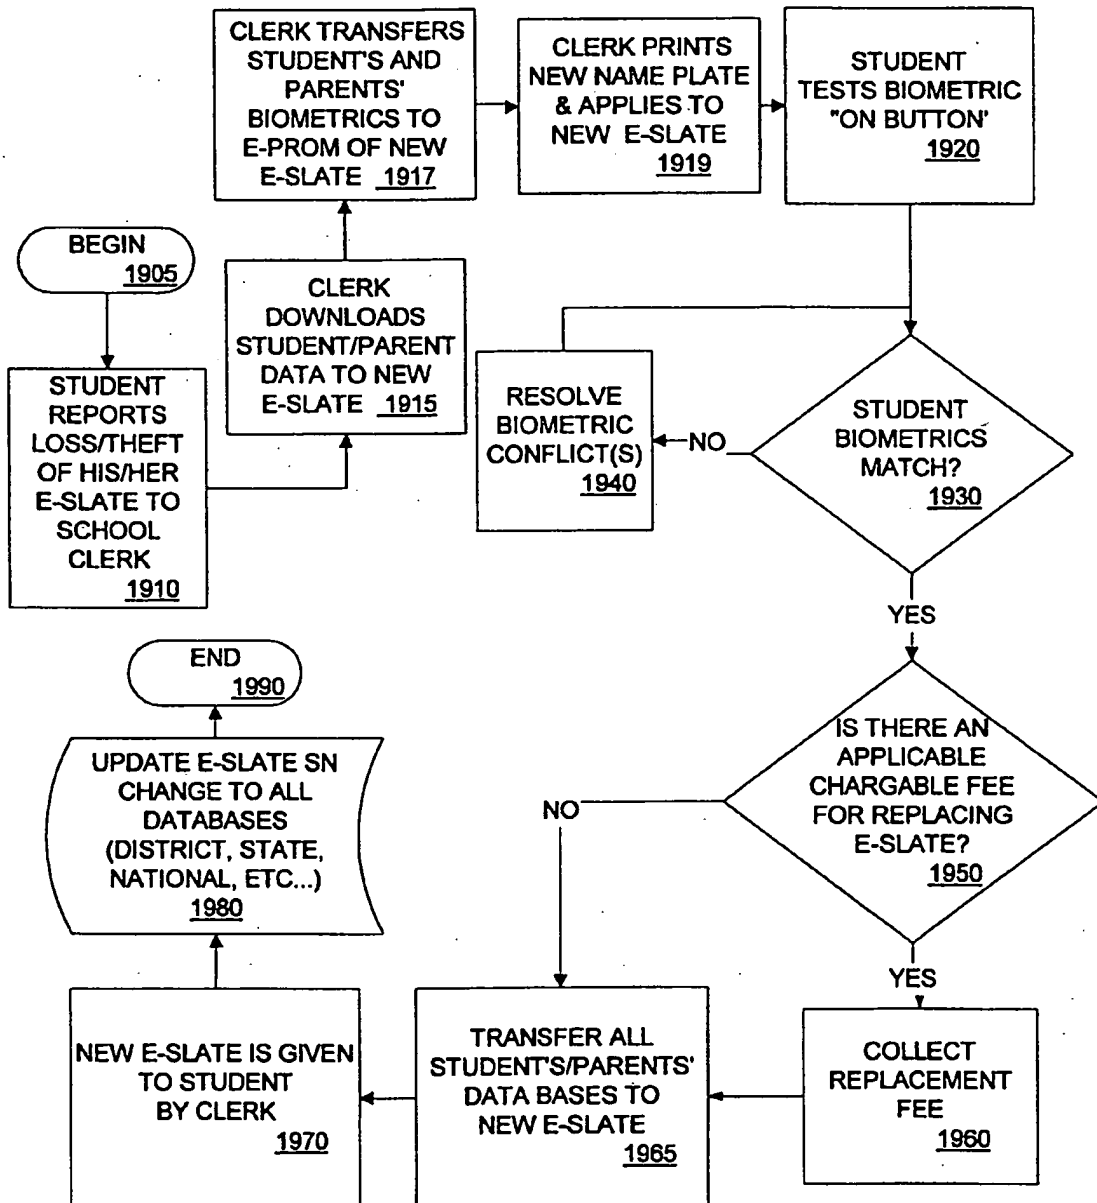 BEGIN
1905
STUDENT
REPORTS
LOSS/THEFT
OF HIS/HER
E-SLATE TO
SCHOOL
CLERK
1910
CLERK
DOWNLOADS
STUDENT/PARENT
DATA TO NEW
E-SLATE 1915
CLERK TRANSFERS
STUDENT'S AND
PARENTS'
BIOMETRICS TO
E-PROM OF NEW
E-SLATE 1917
CLERK PRINTS
NEW NAME PLATE
& APPLIES TO
NEW E-SLATE
1919
STUDENT
TESTS BIOMETRIC
"ON BUTTON'
1920
STUDENT
BIOMETRICS
MATCH?
1930
NO
RESOLVE
BIOMETRIC
CONFLICT(S)
1940
YES
IS THERE AN
APPLICABLE
CHARGABLE FEE
FOR REPLACING
E-SLATE?
1950
NO
YES
COLLECT
REPLACEMENT
FEE
1960
TRANSFER ALL
STUDENT'S/PARENTS'
DATA BASES TO
NEW E-SLATE
1965
NEW E-SLATE IS GIVEN
TO STUDENT
BY CLERK
1970
UPDATE E-SLATE SN
CHANGE TO ALL
DATABASES
(DISTRICT, STATE,
NATIONAL, ETC...)
1980
END
1990